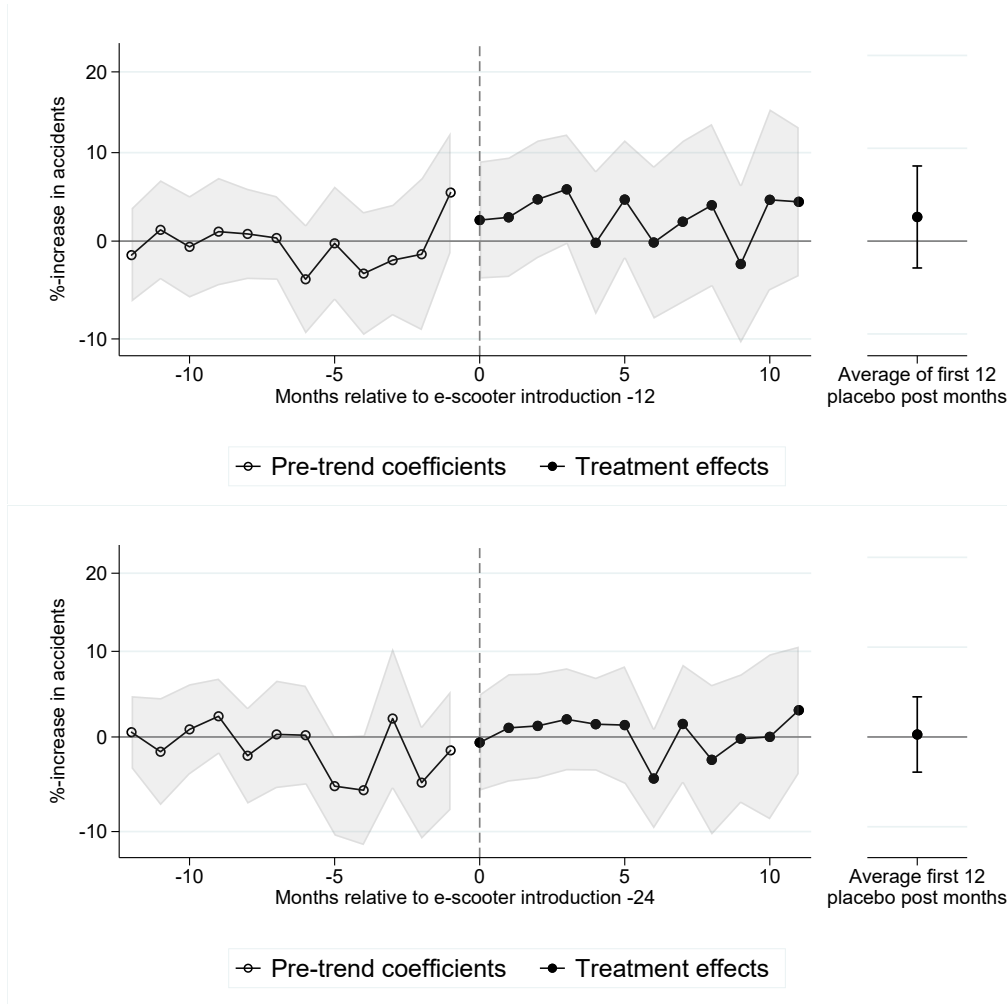 %-increase in accidents
20
10
0
-10
-10 -5 0 5 10
Months relative to e-scooter introduction -12
Average of first 12
placebo post months
Pre-trend coefficients Treatment effects
%-increase in accidents
20
10
0
-10
-10 -5 0 5 10
Months relative to e-scooter introduction -24
Average first 12
placebo post months
Pre-trend coefficients Treatment effects